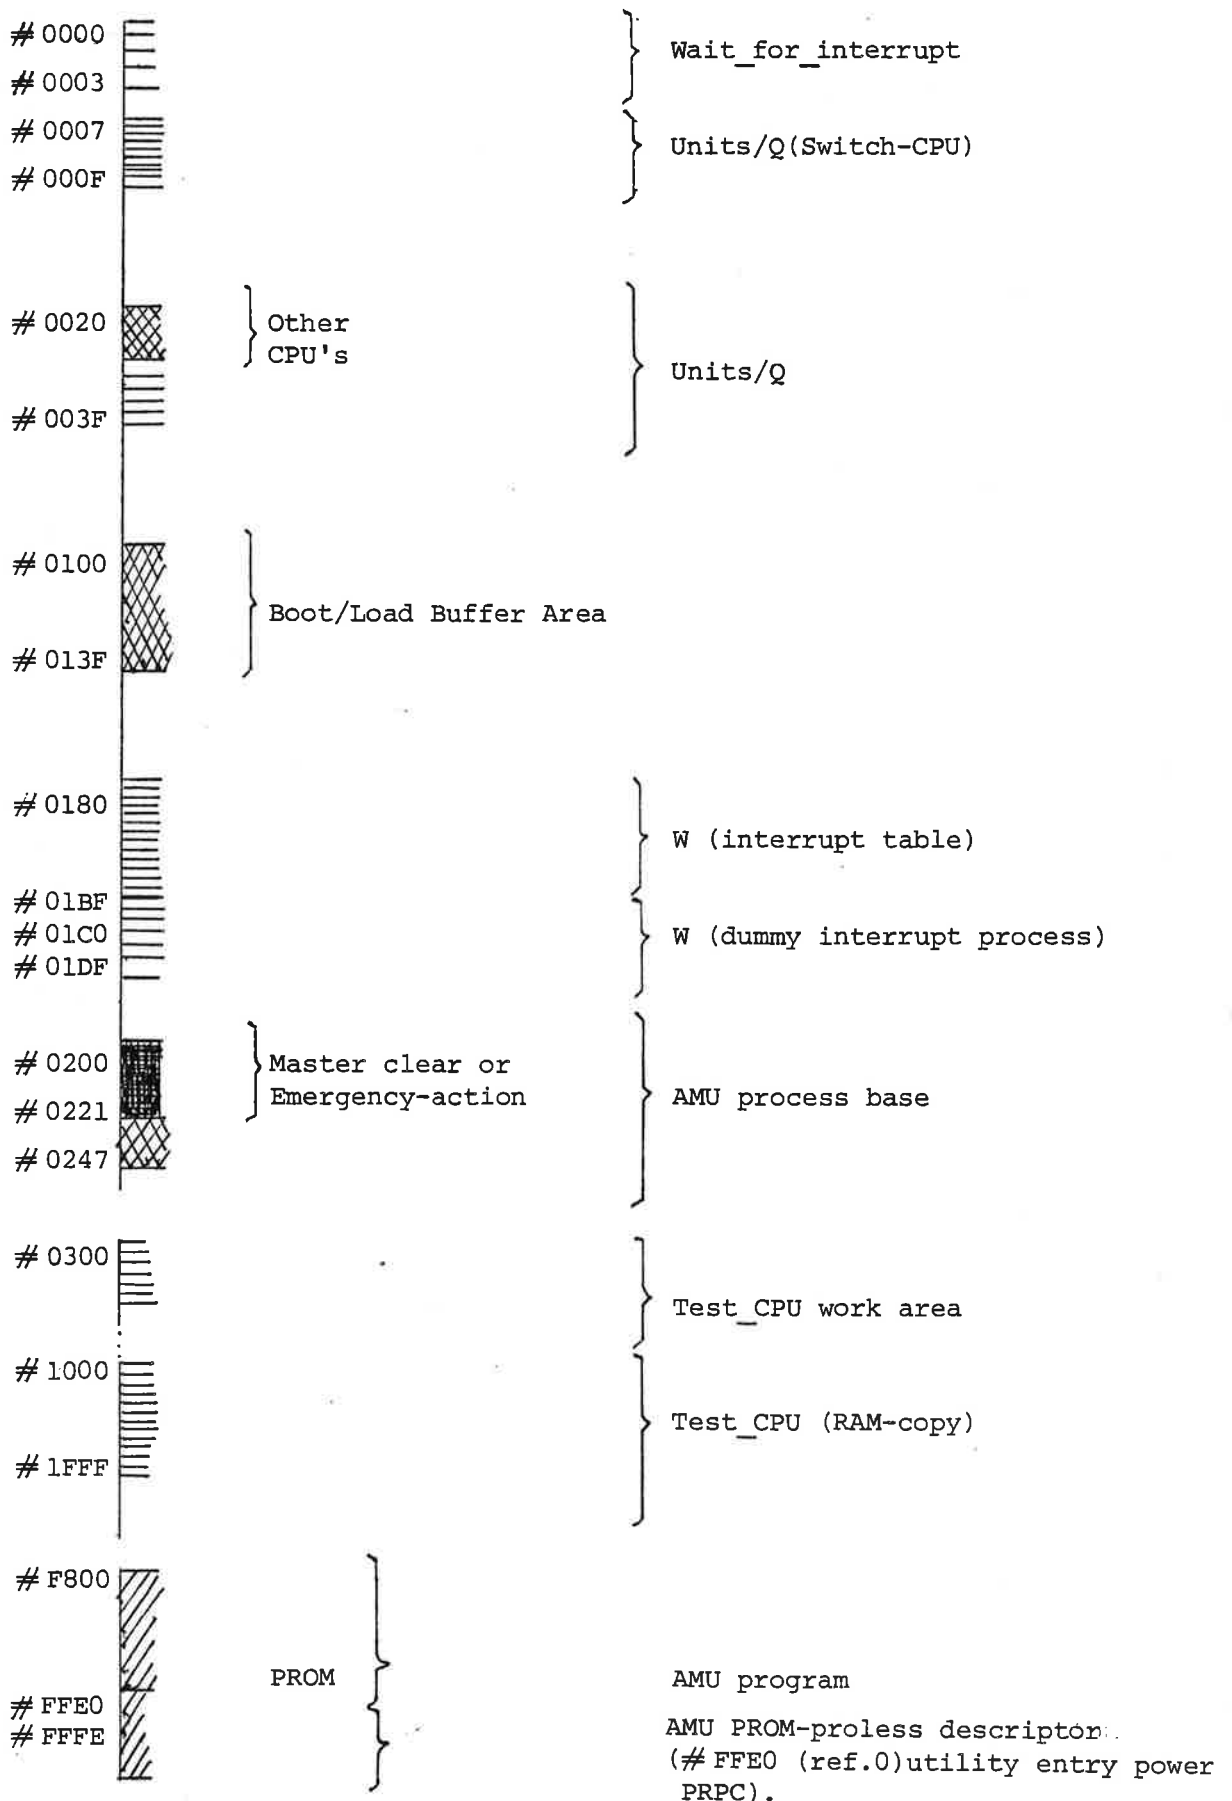 # 0000
Wait_for_interrupt
# 0003
# 0007
Units/Q(Switch-CPU)
# 000F
# 0020
Other
CPU's
Units/Q
# 003F
# 0100
Boot/Load Buffer Area
# 013F
# 0180
W (interrupt table)
# 01BF
# 01C0
W (dummy interrupt process)
# 01DF
# 0200
Master clear or
Emergency-action
AMU process base
# 0221
# 0247
# 0300
Test_CPU work area
# 1000
Test_CPU (RAM-copy)
# 1FFF
# F800
PROM
AMU program
# FFE0
# FFFE
AMU PROM-proless descriptor
(# FFE0 (ref.0)utility entry power
PRPC).